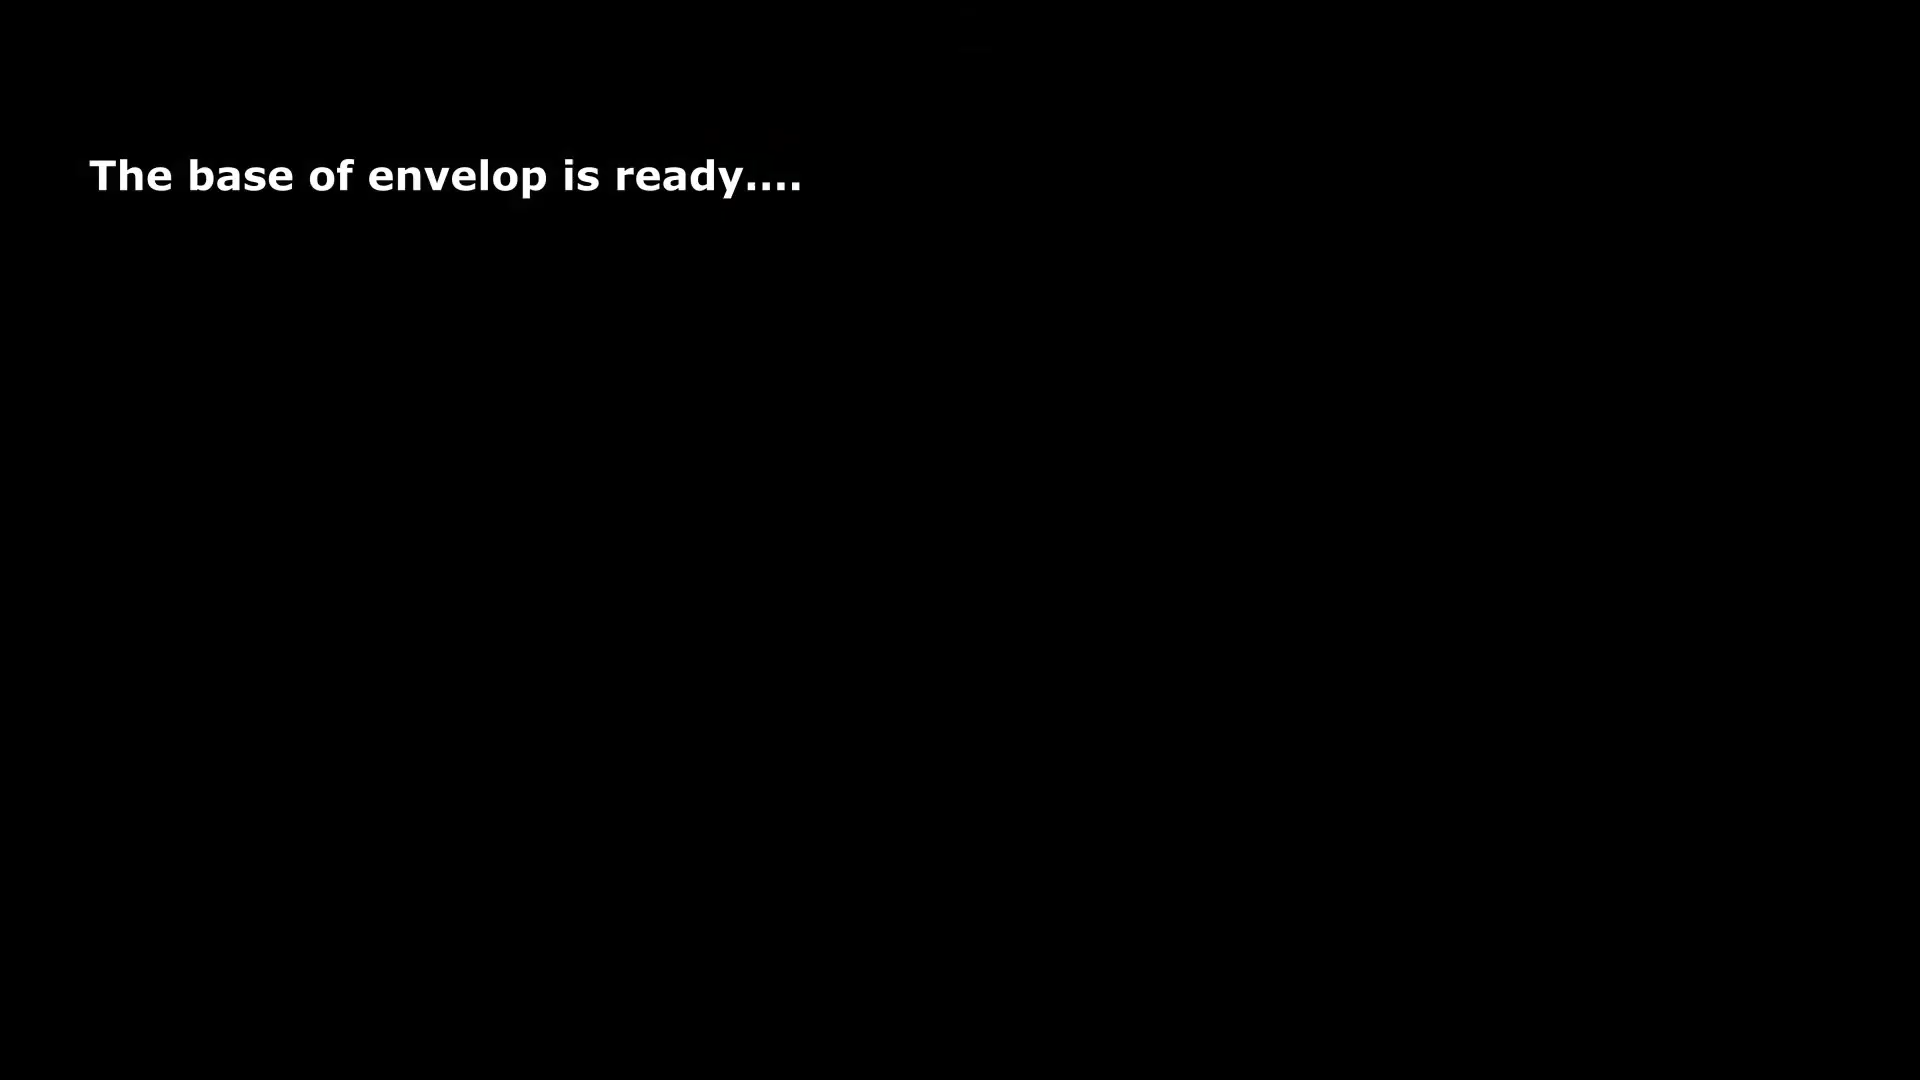 The base of envelop is ready....